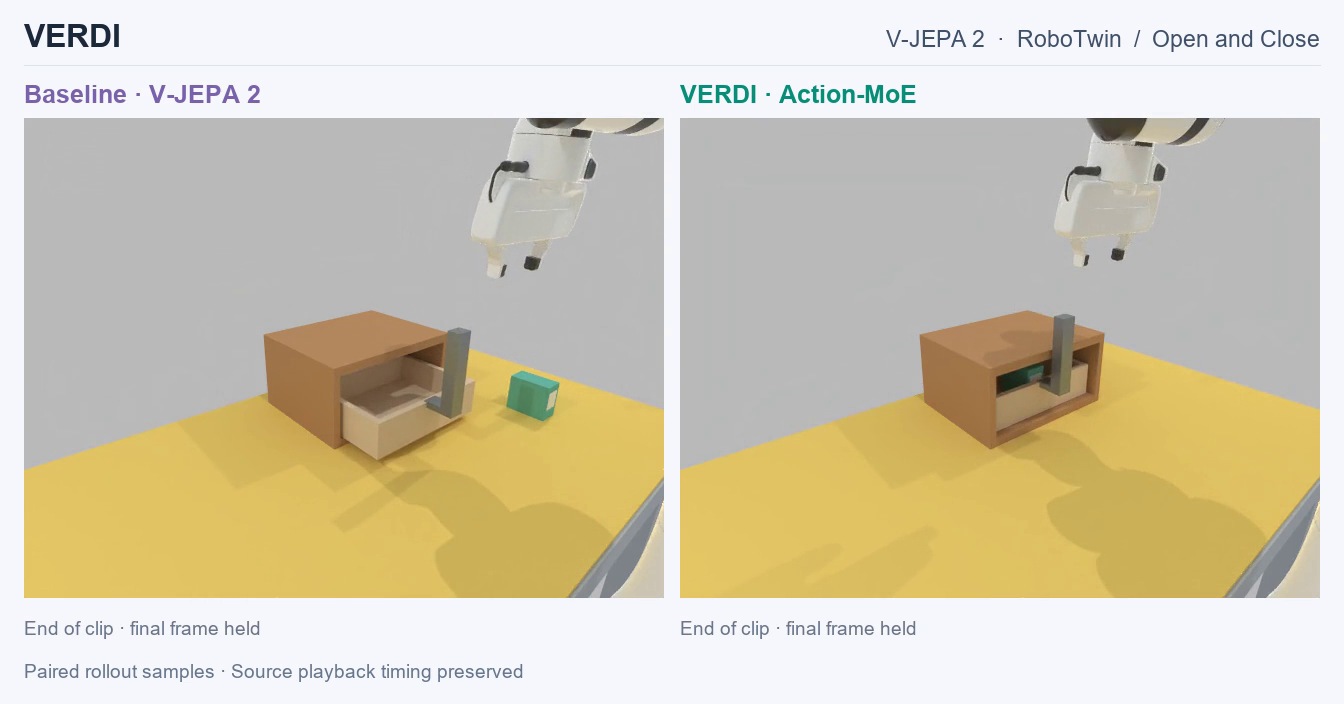 VERDI
V-JEPA 2 · RoboTwin / Open and Close
Baseline · V-JEPA 2
VERDI · Action-MoE
End of clip · final frame held
End of clip · final frame held
Paired rollout samples · Source playback timing preserved